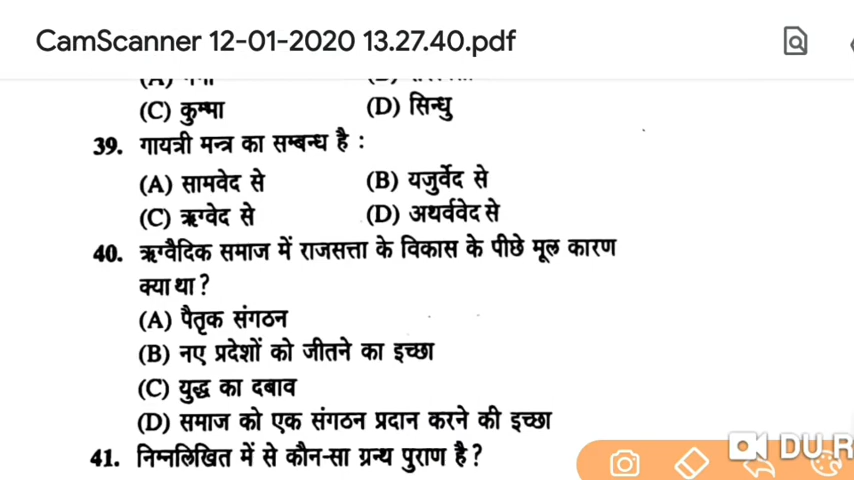 CamScanner 12-01-2020 13.27.40.pdf
(C) कुम्भा (D) सिन्धु
39. गायत्री मन्त्र का सम्बन्ध है :
(A) सामवेद से (B) यजुर्वेद से
(C) ऋग्वेद से (D) अथर्ववेद से
40. ऋग्वैदिक समाज में राजसत्ता के विकास के पीछे मूल कारण
क्या था?
(A) पैतृक संगठन
(B) नए प्रदेशों को जीतने का इच्छा
(C) युद्ध का दबाव
(D) समाज को एक संगठन प्रदान करने की इच्छा
41. निम्नलिखित में से कौन-सा ग्रन्थ पुराण है?
DU R